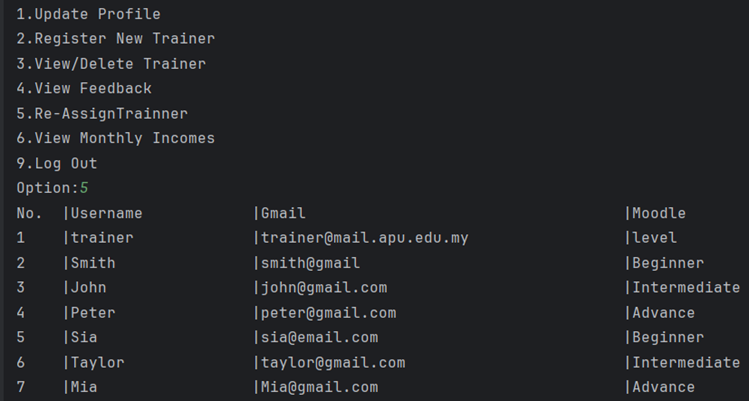 1.Update Profile
2.Register New Trainer
3.View/Delete Trainer
4.View Feedback
5.Re-AssignTrainner
6.View Monthly Incomes
9.Log Out
Option:5
No. |Username |Gmail |Moodle
1 |trainer |trainer@mail.apu.edu.my |level
2 |Smith |smith@gmail |Beginner
3 |John |john@gmail.com |Intermediate
4 |Peter |peter@gmail.com |Advance
5 |Sia |sia@email.com |Beginner
6 |Taylor |taylor@gmail.com |Intermediate
7 |Mia |Mia@gmail.com |Advance